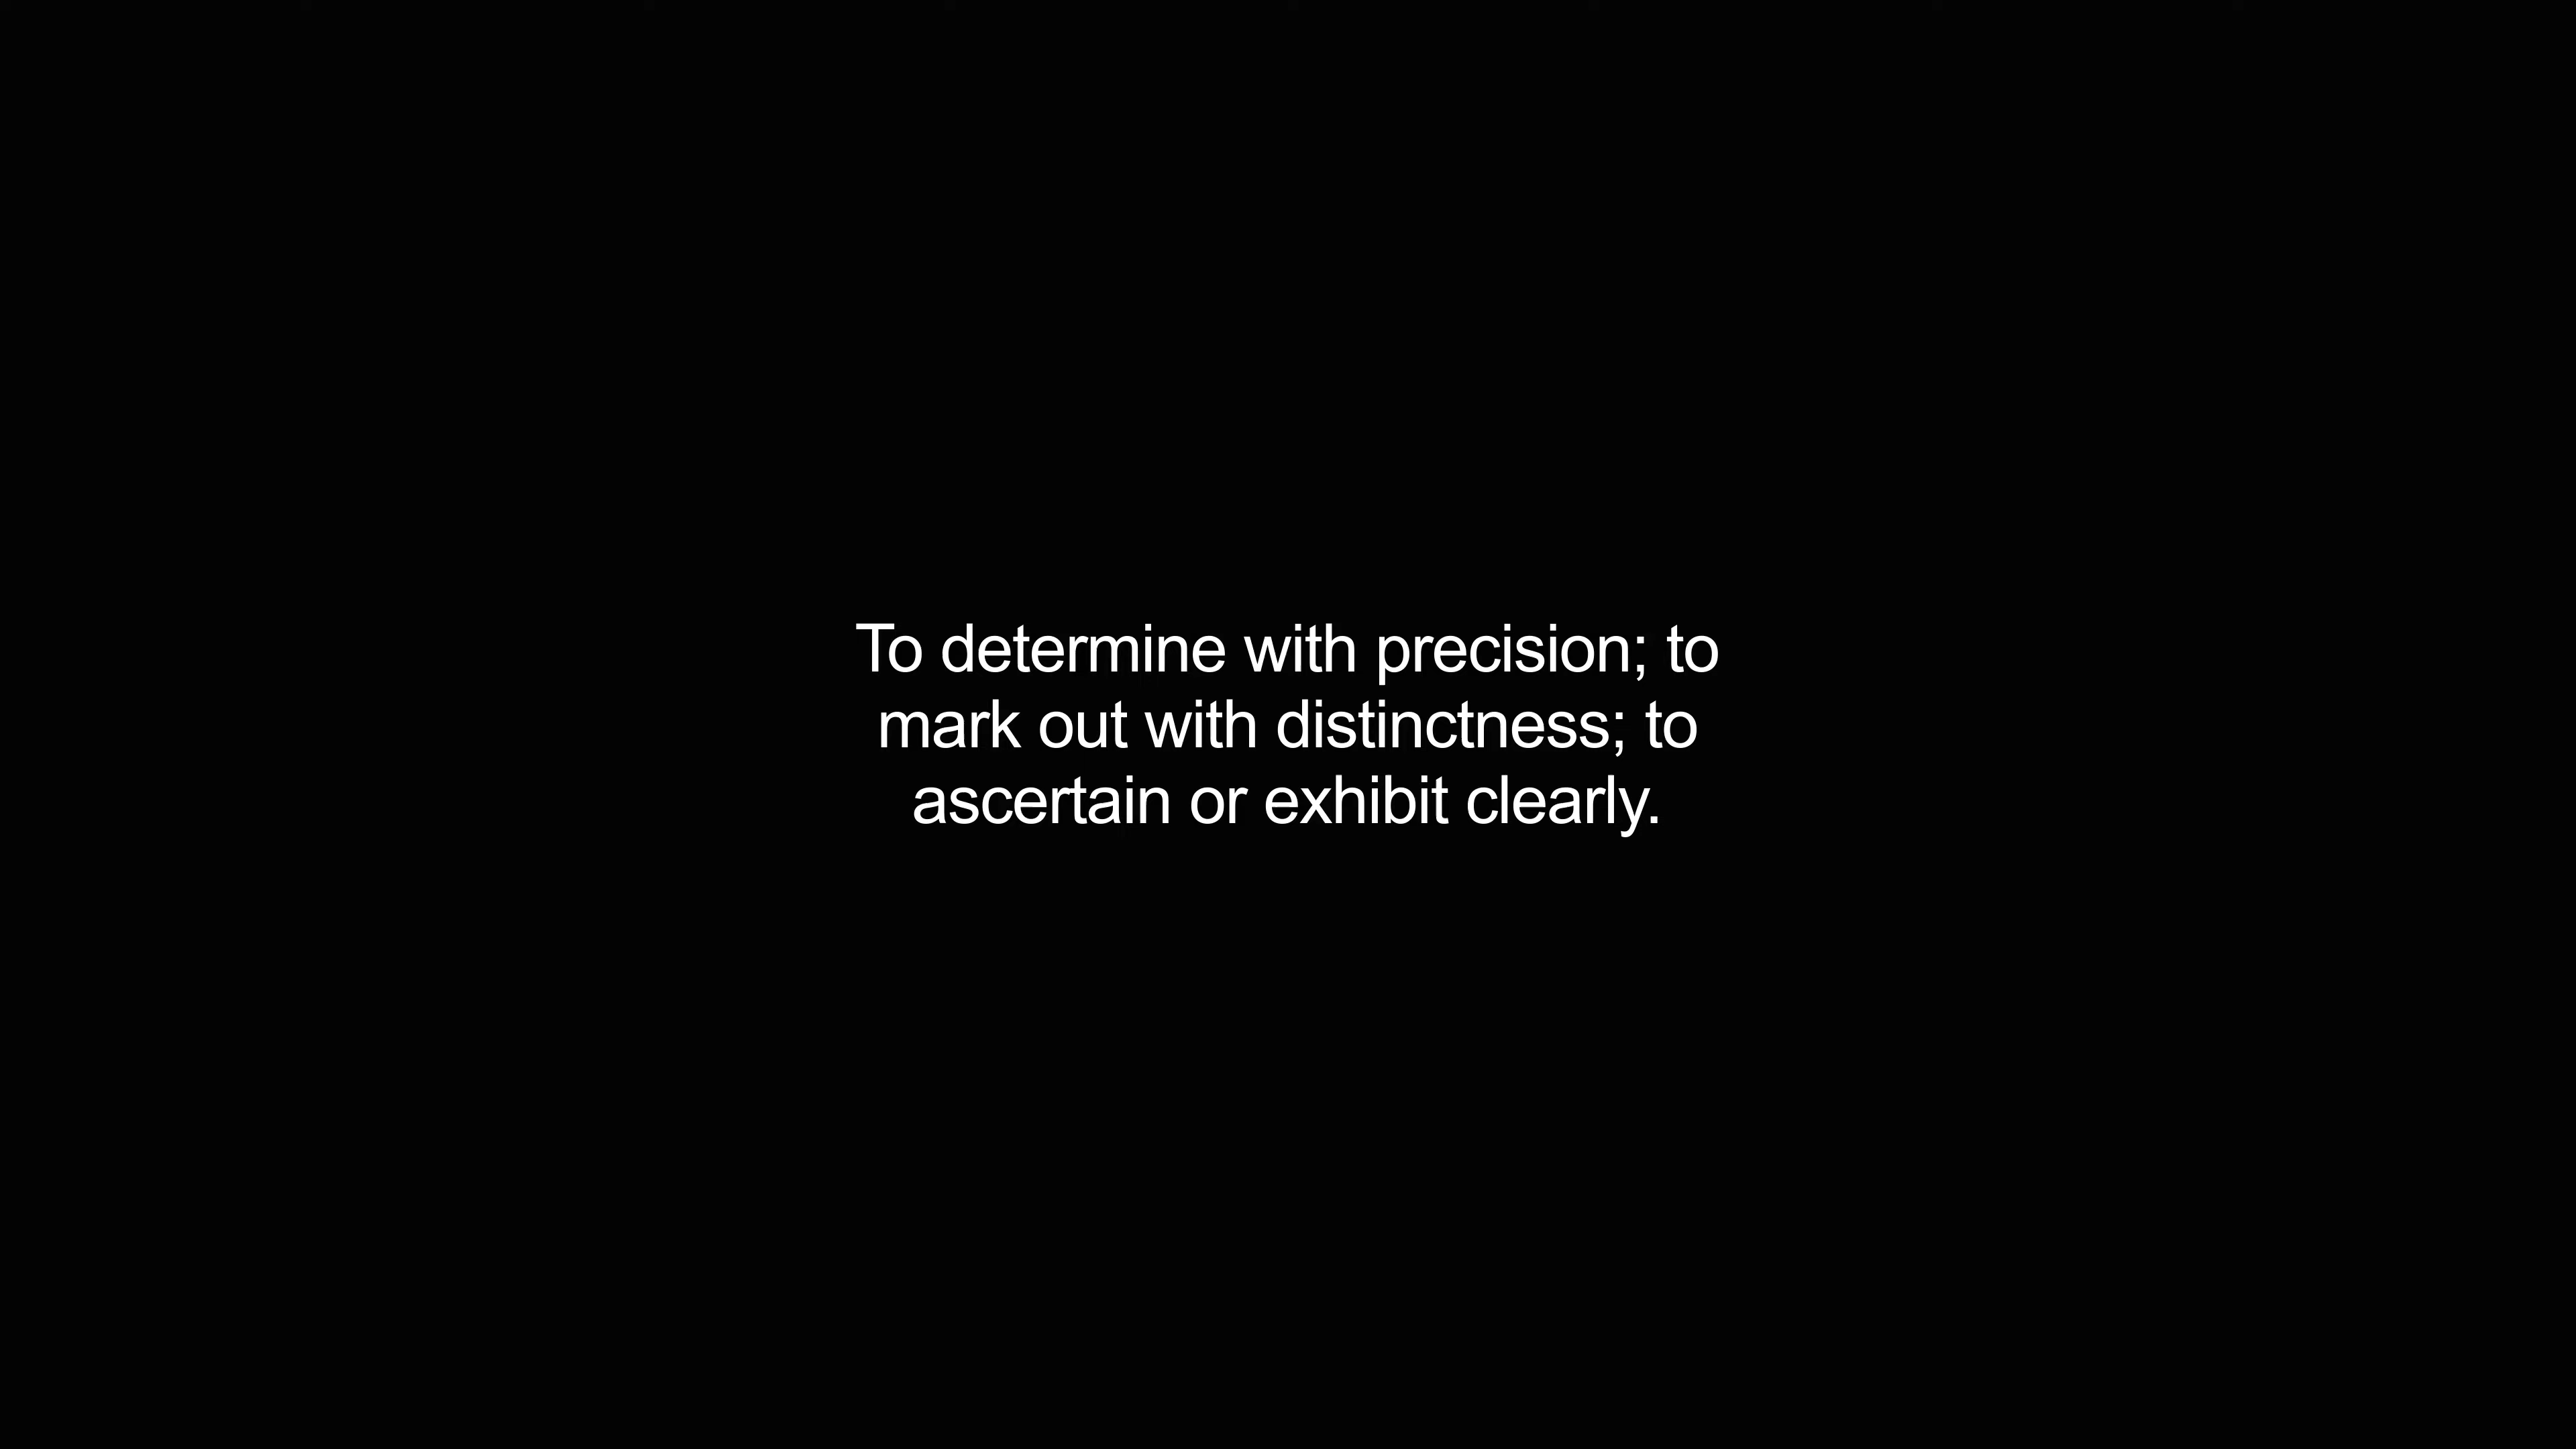 To determine with precision; to
mark out with distinctness; to
ascertain or exhibit clearly.